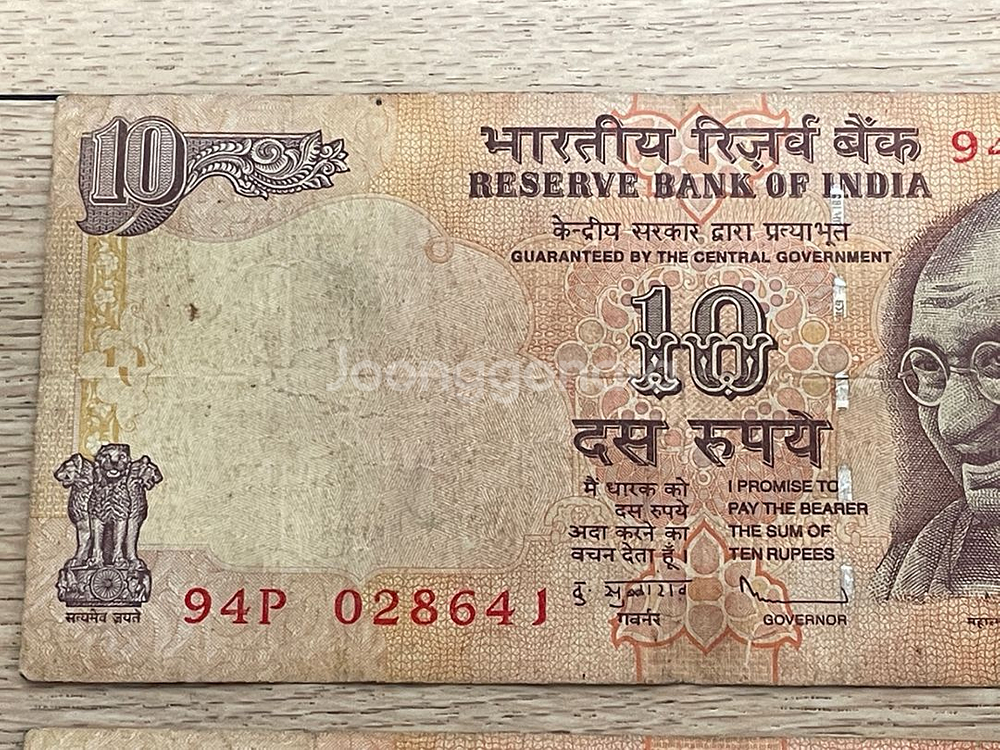 10
भारतीय रिज़र्व बैंक
94
RESERVE BANK OF INDIA
केन्द्रीय सरकार द्वारा प्रत्याभूत
GUARANTEED BY THE CENTRAL GOVERNMENT
10
Joonggo
दस रुपये
मैं धारक को
दस रुपये
अदा करने का
वचन देता हूँ।
I PROMISE TO
PAY THE BEARER
THE SUM OF
TEN RUPEES
सत्यमेव जयते
94P 028641
गवर्नर
GOVERNOR